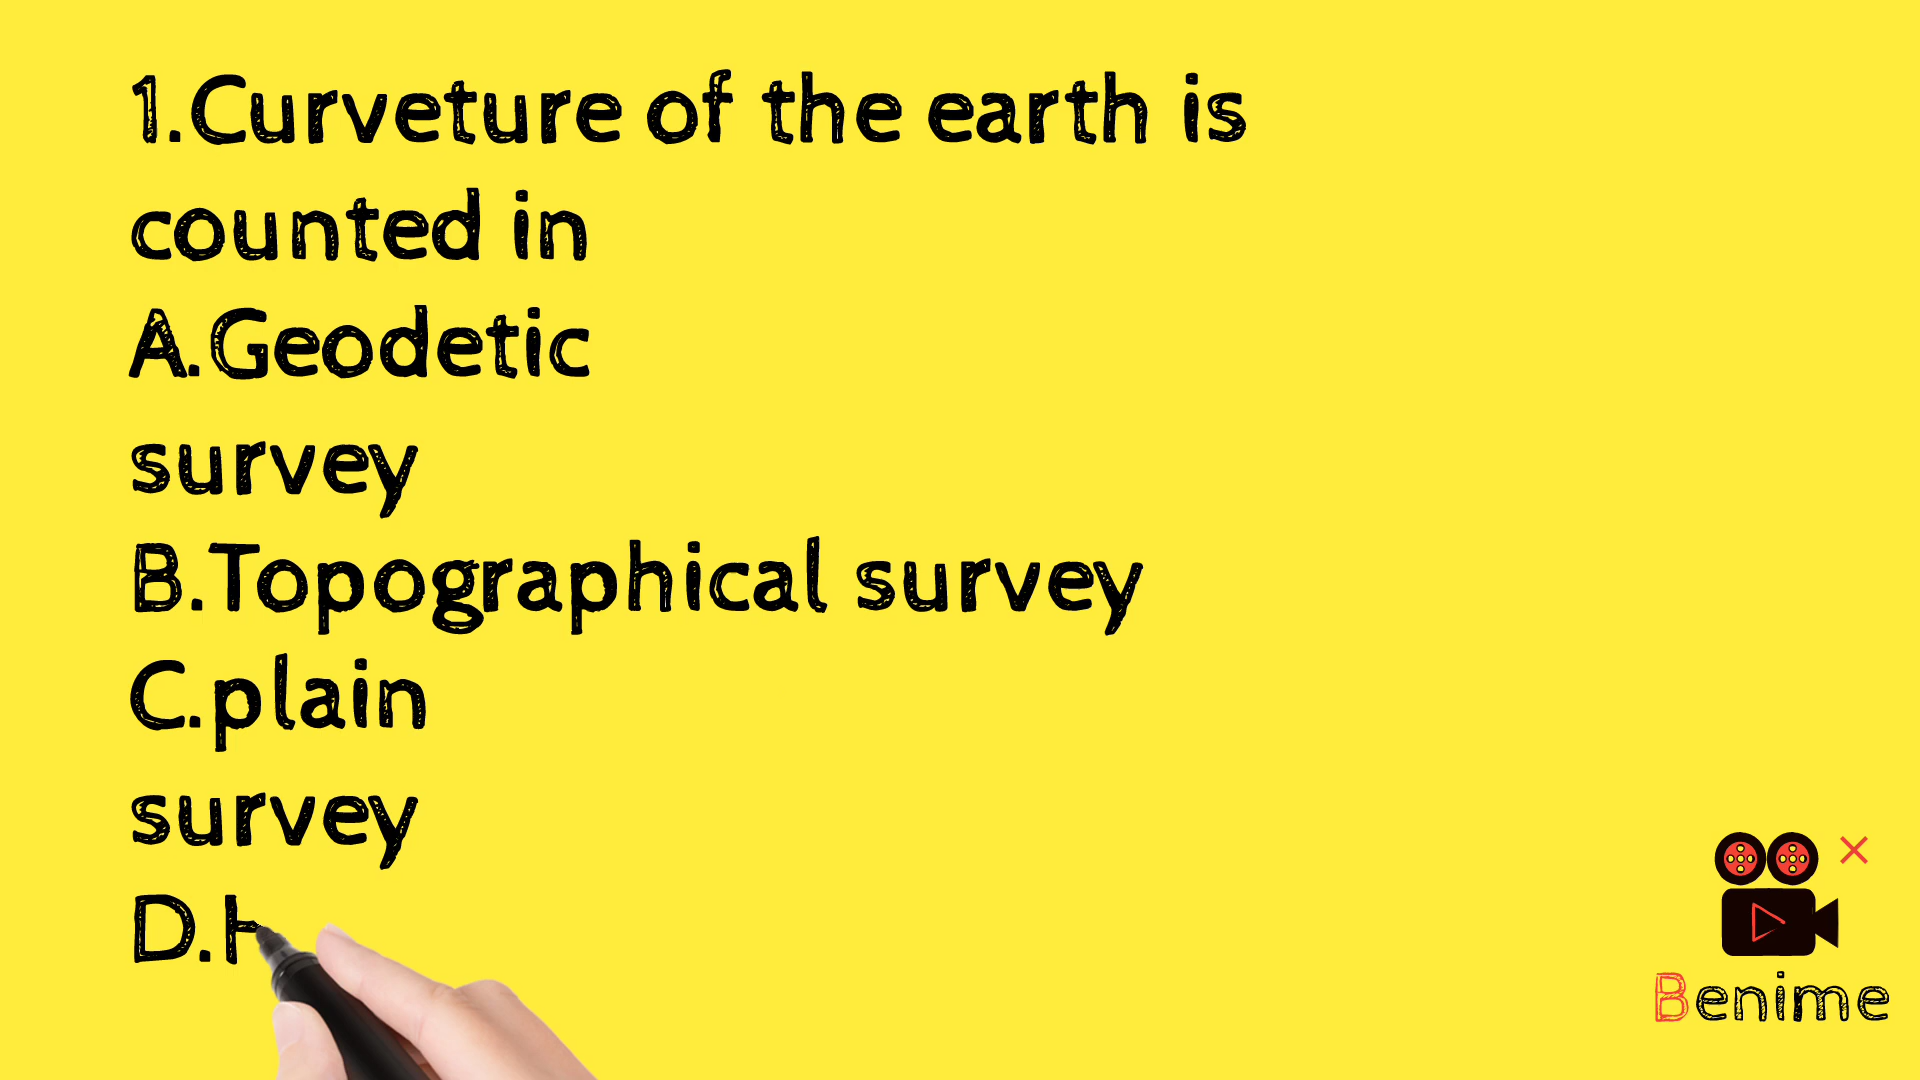 1.Curveture of the earth is
counted in
A.Geodetic
survey
B.Topographical survey
C.plain
survey
D.H
Benime